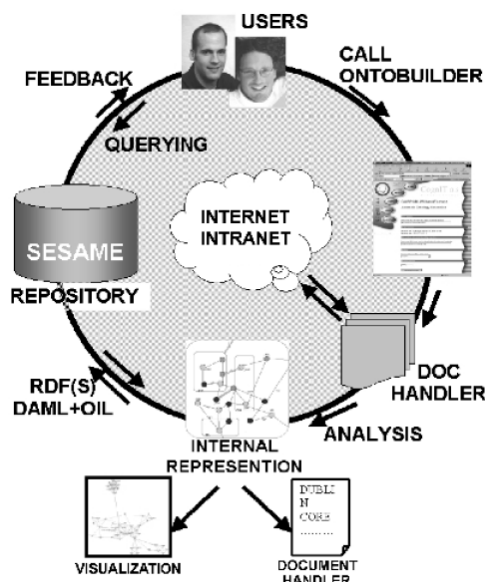 USERS
CALL
ONTOBUILDER
FEEDBACK
QUERYING
INTERNET
INTRANET
SESAME
REPOSITORY
DOC
HANDLER
RDF(S)
DAML+OIL
ANALYSIS
INTERNAL
REPRESENTION
DUBLI
N
CORE
.........
VISUALIZATION
DOCUMENT
HANDLER